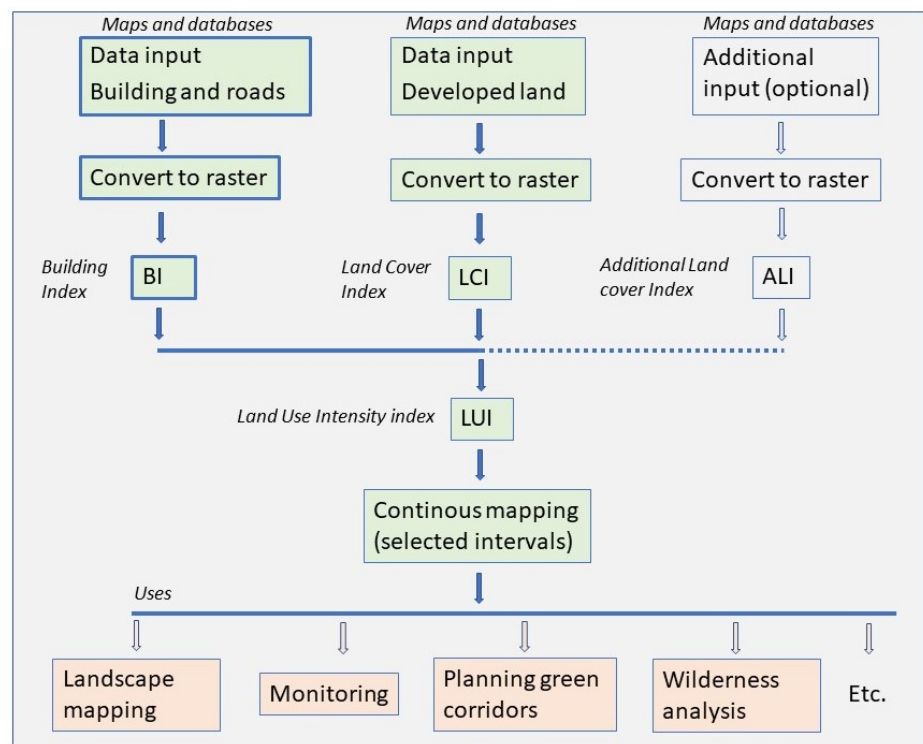 Maps and databases
Maps and databases
Maps and databases
Data input
Building and roads
Data input
Developed land
Additional
input (optional)
Convert to raster
Convert to raster
Convert to raster
Building
Index
BI
Land Cover
Index
LCI
Additional Land
cover Index
ALI
Land Use Intensity index
LUI
Continous mapping
(selected intervals)
Uses
Landscape
mapping
Monitoring
Planning green
corridors
Wilderness
analysis
Etc.